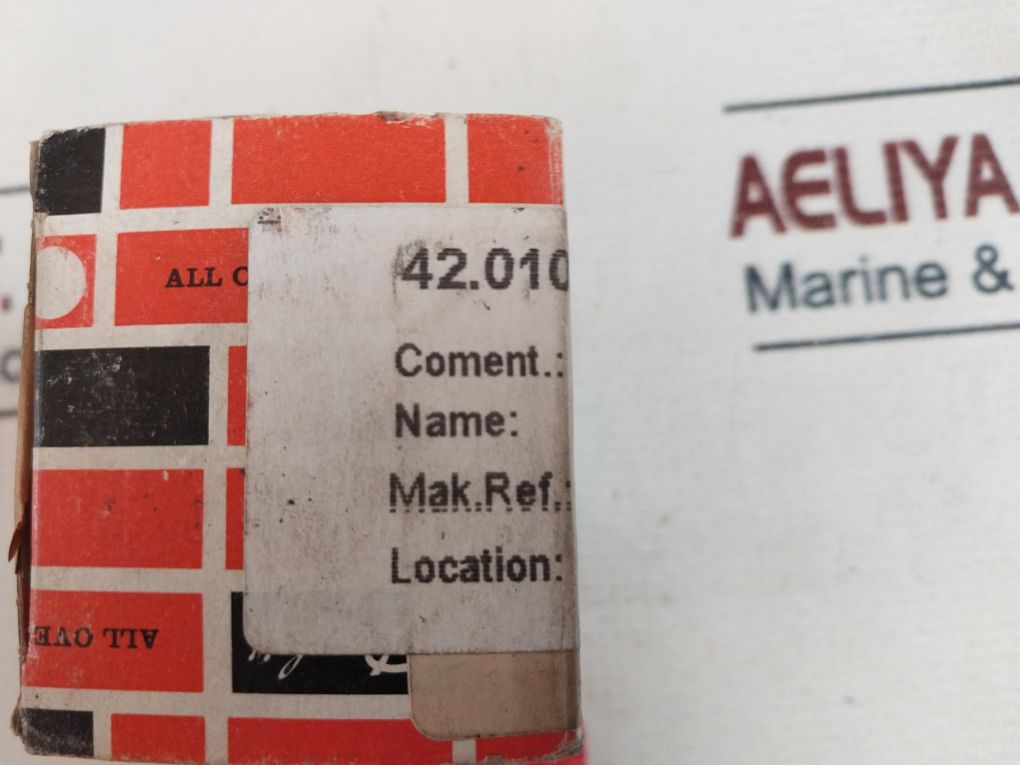 ALL O
42.010
Coment.:
Name:
Mak.Ref.:
Location:
ALL OVE
AELIYA
Marine &